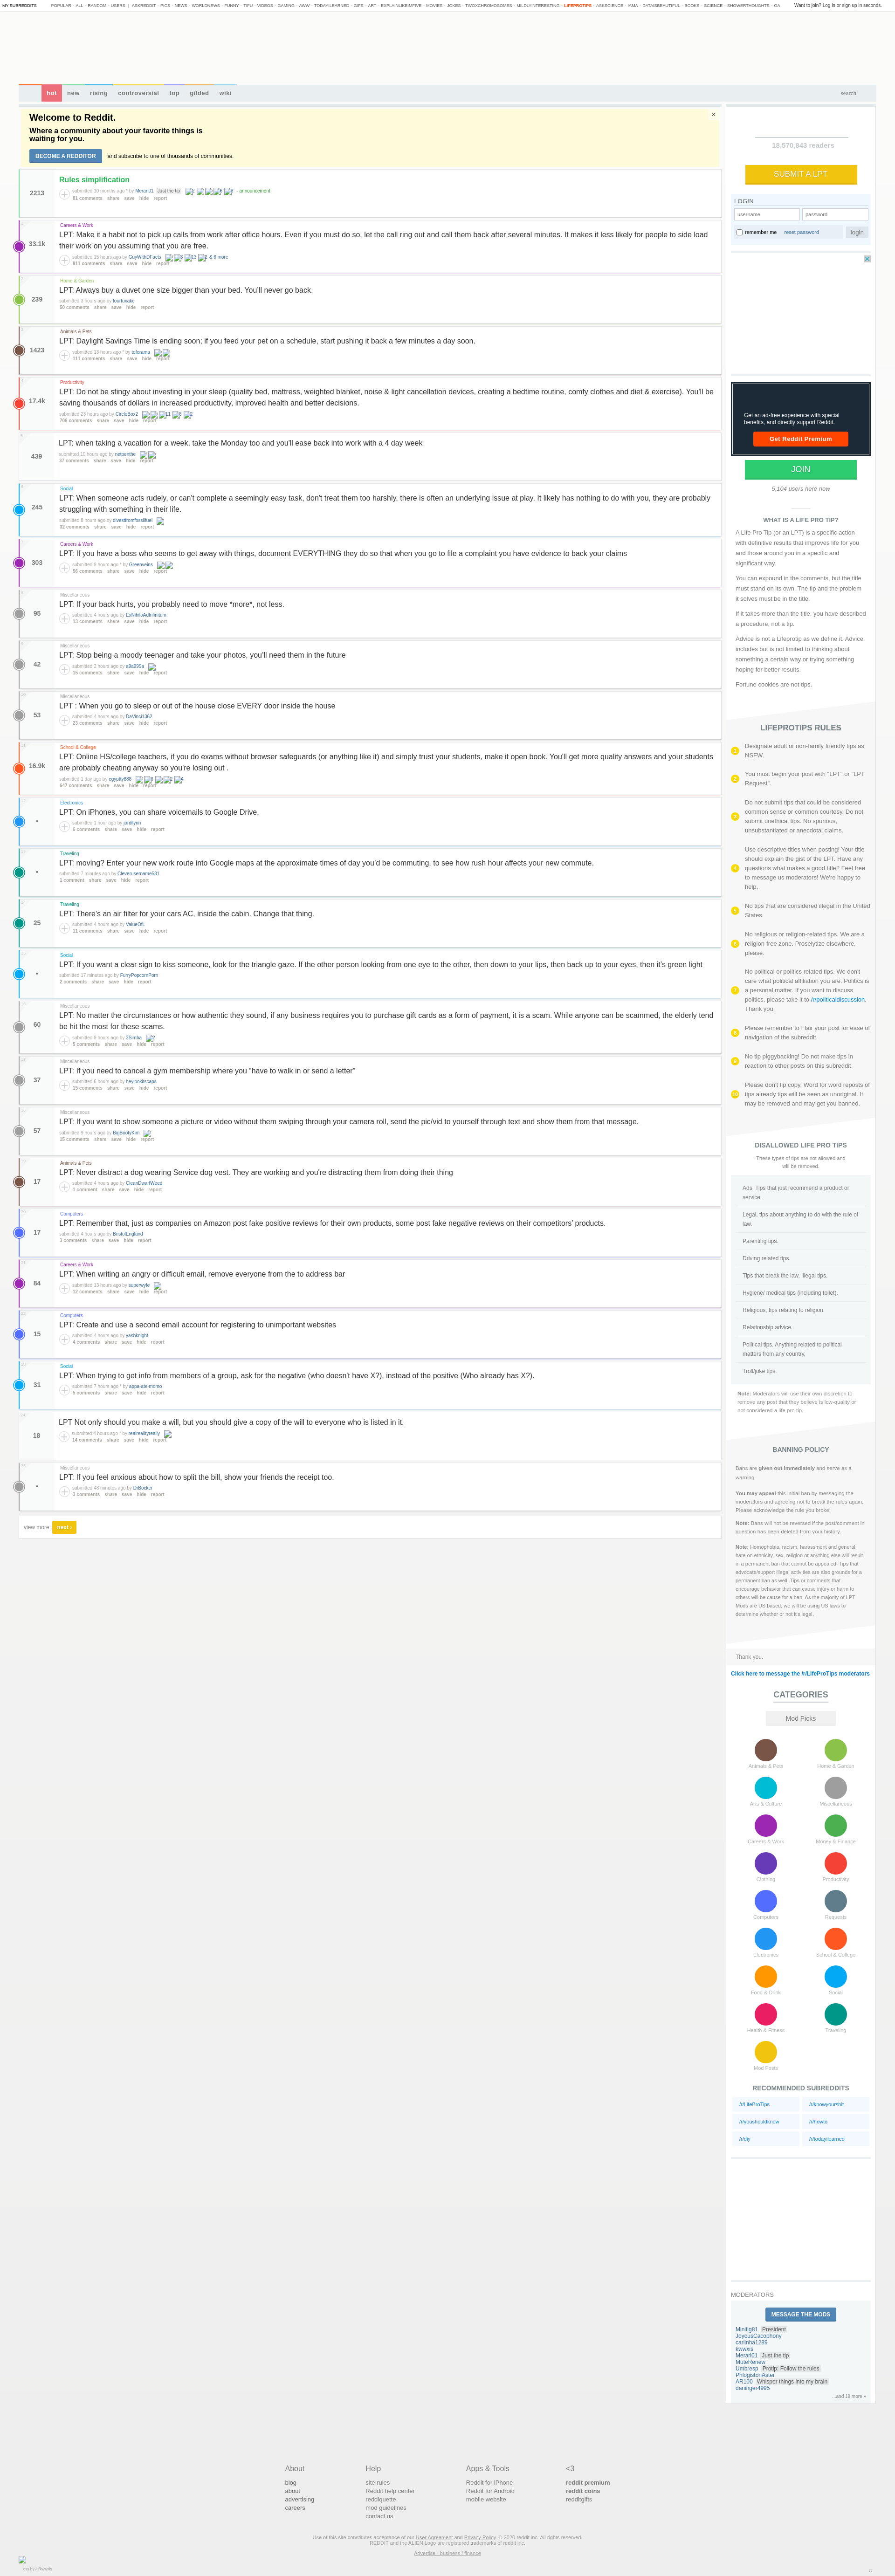 MY SUBREDDITS POPULAR - ALL - RANDOM - USERS | ASKREDDIT - PICS - NEWS - WORLDNEWS - FUNNY - TIFU - VIDEOS - GAMING - AWW - TODAYILEARNED - GIFS - ART - EXPLAINLIKEIMFIVE - MOVIES - JOKES - TWOXCHROMOSOMES - MILDLYINTERESTING - LIFEPROTIPS - ASKSCIENCE - IAMA - DATAISBEAUTIFUL - BOOKS - SCIENCE - SHOWERTHOUGHTS - GA Want to join? Log in or sign up in seconds.
hot new rising controversial top gilded wiki search
Welcome to Reddit.
Where a community about your favorite things is
waiting for you.
BECOME A REDDITOR and subscribe to one of thousands of communities.
Rules simplification
2213
submitted 10 months ago * by Merari01 Just the tip - announcement
81 comments share save hide report
Careers & Work
LPT: Make it a habit not to pick up calls from work after office hours. Even if you must do so, let the call ring out and call them back after several minutes. It makes it less likely for people to side load
their work on you assuming that you are free.
33.1k
submitted 15 hours ago by GuyWithDFacts & 6 more
911 comments share save hide report
Home & Garden
LPT: Always buy a duvet one size bigger than your bed. You'll never go back.
239
submitted 3 hours ago by fourfuxake
50 comments share save hide report
Animals & Pets
LPT: Daylight Savings Time is ending soon; if you feed your pet on a schedule, start pushing it back a few minutes a day soon.
1423
submitted 13 hours ago * by toforama
111 comments share save hide report
Productivity
LPT: Do not be stingy about investing in your sleep (quality bed, mattress, weighted blanket, noise & light cancellation devices, creating a bedtime routine, comfy clothes and diet & exercise). You'll be
saving thousands of dollars in increased productivity, improved health and better decisions.
17.4k
submitted 23 hours ago by CircleBox2
706 comments share save hide report
LPT: when taking a vacation for a week, take the Monday too and you'll ease back into work with a 4 day week
439
submitted 10 hours ago by netpenthe
37 comments share save hide report
Social
LPT: When someone acts rudely, or can't complete a seemingly easy task, don't treat them too harshly, there is often an underlying issue at play. It likely has nothing to do with you, they are probably
struggling with something in their life.
245
submitted 8 hours ago by divestfromfossilfuel
32 comments share save hide report
Careers & Work
LPT: If you have a boss who seems to get away with things, document EVERYTHING they do so that when you go to file a complaint you have evidence to back your claims
303
submitted 9 hours ago * by Greenveins
56 comments share save hide report
Miscellaneous
LPT: If your back hurts, you probably need to move *more*, not less.
95
submitted 4 hours ago by ExNihiloAdInfinitum
13 comments share save hide report
Miscellaneous
LPT: Stop being a moody teenager and take your photos, you'll need them in the future
42
submitted 2 hours ago by a9a999a
15 comments share save hide report
Miscellaneous
LPT : When you go to sleep or out of the house close EVERY door inside the house
53
submitted 4 hours ago by DaVinci1362
23 comments share save hide report
School & College
LPT: Online HS/college teachers, if you do exams without browser safeguards (or anything like it) and simply trust your students, make it open book. You'll get more quality answers and your students
are probably cheating anyway so you're losing out .
16.9k
submitted 1 day ago by egypity888
647 comments share save hide report
Electronics
LPT: On iPhones, you can share voicemails to Google Drive.
•
submitted 1 hour ago by jordilynn
6 comments share save hide report
Traveling
LPT: moving? Enter your new work route into Google maps at the approximate times of day you'd be commuting, to see how rush hour affects your new commute.
•
submitted 7 minutes ago by Cleverusername531
1 comment share save hide report
Traveling
LPT: There's an air filter for your cars AC, inside the cabin. Change that thing.
25
submitted 4 hours ago by ValueOIL
11 comments share save hide report
Social
LPT: If you want a clear sign to kiss someone, look for the triangle gaze. If the other person looking from one eye to the other, then down to your lips, then back up to your eyes, then it's green light
•
submitted 17 minutes ago by FurryPopcornPorn
2 comments share save hide report
Miscellaneous
LPT: No matter the circumstances or how authentic they sound, if any business requires you to purchase gift cards as a form of payment, it is a scam. While anyone can be scammed, the elderly tend
to be hit the most for these scams.
60
submitted 9 hours ago by 3Simba
5 comments share save hide report
Miscellaneous
LPT: If you need to cancel a gym membership where you "have to walk in or send a letter"
37
submitted 6 hours ago by heylookitscaps
15 comments share save hide report
Miscellaneous
LPT: If you want to show someone a picture or video without them swiping through your camera roll, send the pic/vid to yourself through text and show them from that message.
57
submitted 8 hours ago by BigBootyKim
15 comments share save hide report
Animals & Pets
LPT: Never distract a dog wearing Service dog vest. They are working and you're distracting them from doing their thing
17
submitted 4 hours ago by CleanDwarfWeed
1 comment share save hide report
Computers
LPT: Remember that, just as companies on Amazon post fake positive reviews for their own products, some post fake negative reviews on their competitors' products.
17
submitted 4 hours ago by BristolEngland
3 comments share save hide report
Careers & Work
LPT: When writing an angry or difficult email, remove everyone from the to address bar
84
submitted 13 hours ago by superwyfe
12 comments share save hide report
Computers
LPT: Create and use a second email account for registering to unimportant websites
15
submitted 4 hours ago by yashknight
4 comments share save hide report
Social
LPT: When trying to get info from members of a group, ask for the negative (who doesn't have X?), instead of the positive (Who already has X?).
31
submitted 7 hours ago * by appa-ate-momo
5 comments share save hide report
LPT Not only should you make a will, but you should give a copy of the will to everyone who is listed in it.
18
submitted 4 hours ago * by realrealityreally
14 comments share save hide report
Miscellaneous
LPT: If you feel anxious about how to split the bill, show your friends the receipt too.
•
submitted 48 minutes ago by DrBooker
3 comments share save hide report
view more: next ›
18,570,843 readers
SUBMIT A LPT
LOGIN
username password
remember me reset password login
Get an ad-free experience with special
benefits, and directly support Reddit.
Get Reddit Premium
JOIN
5,104 users here now
WHAT IS A LIFE PRO TIP?
A Life Pro Tip (or an LPT) is a specific action
with definitive results that improves life for you
and those around you in a specific and
significant way.
You can expound in the comments, but the title
must stand on its own. The tip and the problem
it solves must be in the title.
If it takes more than the title, you have described
a procedure, not a tip.
Advice is not a Lifeprotip as we define it. Advice
includes but is not limited to thinking about
something a certain way or trying something
hoping for better results.
Fortune cookies are not tips.
LIFEPROTIPS RULES
1 Designate adult or non-family friendly tips as
NSFW.
2 You must begin your post with "LPT" or "LPT
Request".
3 Do not submit tips that could be considered
common sense or common courtesy. Do not
submit unethical tips. No spurious,
unsubstantiated or anecdotal claims.
4 Use descriptive titles when posting! Your title
should explain the gist of the LPT. Have any
questions what makes a good title? Feel free
to message us moderators! We're happy to
help.
5 No tips that are considered illegal in the United
States.
6 No religious or religion-related tips. We are a
religion-free zone. Proselytize elsewhere,
please.
7 No political or politics related tips. We don't
care what political affiliation you are. Politics is
a personal matter. If you want to discuss
politics, please take it to /r/politicaldiscussion.
Thank you.
8 Please remember to Flair your post for ease of
navigation of the subreddit.
9 No tip piggybacking! Do not make tips in
reaction to other posts on this subreddit.
10 Please don't tip copy. Word for word reposts of
tips already tips will be seen as unoriginal. It
may be removed and may get you banned.
DISALLOWED LIFE PRO TIPS
These types of tips are not allowed and
will be removed.
Ads. Tips that just recommend a product or
service.
Legal, tips about anything to do with the rule of
law.
Parenting tips.
Driving related tips.
Tips that break the law, illegal tips.
Hygiene/ medical tips (including toilet).
Religious, tips relating to religion.
Relationship advice.
Political tips. Anything related to political
matters from any country.
Troll/joke tips.
Note: Moderators will use their own discretion to
remove any post that they believe is low-quality or
not considered a life pro tip.
BANNING POLICY
Bans are given out immediately and serve as a
warning.
You may appeal this initial ban by messaging the
moderators and agreeing not to break the rules again.
Please acknowledge the rule you broke!
Note: Bans will not be reversed if the post/comment in
question has been deleted from your history.
Note: Homophobia, racism, harassment and general
hate on ethnicity, sex, religion or anything else will result
in a permanent ban that cannot be appealed. Tips that
advocate/support illegal activities are also grounds for a
permanent ban as well. Tips or comments that
encourage behavior that can cause injury or harm to
others will be cause for a ban. As the majority of LPT
Mods are US based, we will be using US laws to
determine whether or not it's legal.
Thank you.
Click here to message the /r/LifeProTips moderators
CATEGORIES
Mod Picks
Animals & Pets Home & Garden
Arts & Culture Miscellaneous
Careers & Work Money & Finance
Clothing Productivity
Computers Requests
Electronics School & College
Food & Drink Social
Health & Fitness Traveling
Mod Posts
RECOMMENDED SUBREDDITS
/r/LifeBroTips /r/knowyourshit
/r/youshouldknow /r/howto
/r/diy /r/todayilearned
MODERATORS
MESSAGE THE MODS
Minifig81 President
JoyousCacophony
carlinha1289
kwwxis
Merari01 Just the tip
MuteRenew
Umbresp Protip: Follow the rules
PhlogistonAster
AR100 Whisper things into my brain
daninger4995
...and 19 more »
About Help Apps & Tools <3
blog site rules Reddit for iPhone reddit premium
about Reddit help center Reddit for Android reddit coins
advertising reddiquette mobile website redditgifts
careers mod guidelines
contact us
Use of this site constitutes acceptance of our User Agreement and Privacy Policy. © 2020 reddit inc. All rights reserved.
REDDIT and the ALIEN Logo are registered trademarks of reddit inc.
Advertise - business / finance